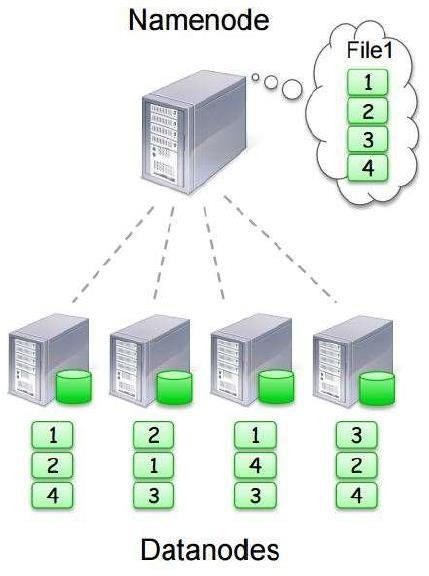 Namenode
File1
1
2
3
4
1 2 1 3
2 1 4 2
4 3 3 4
Datanodes